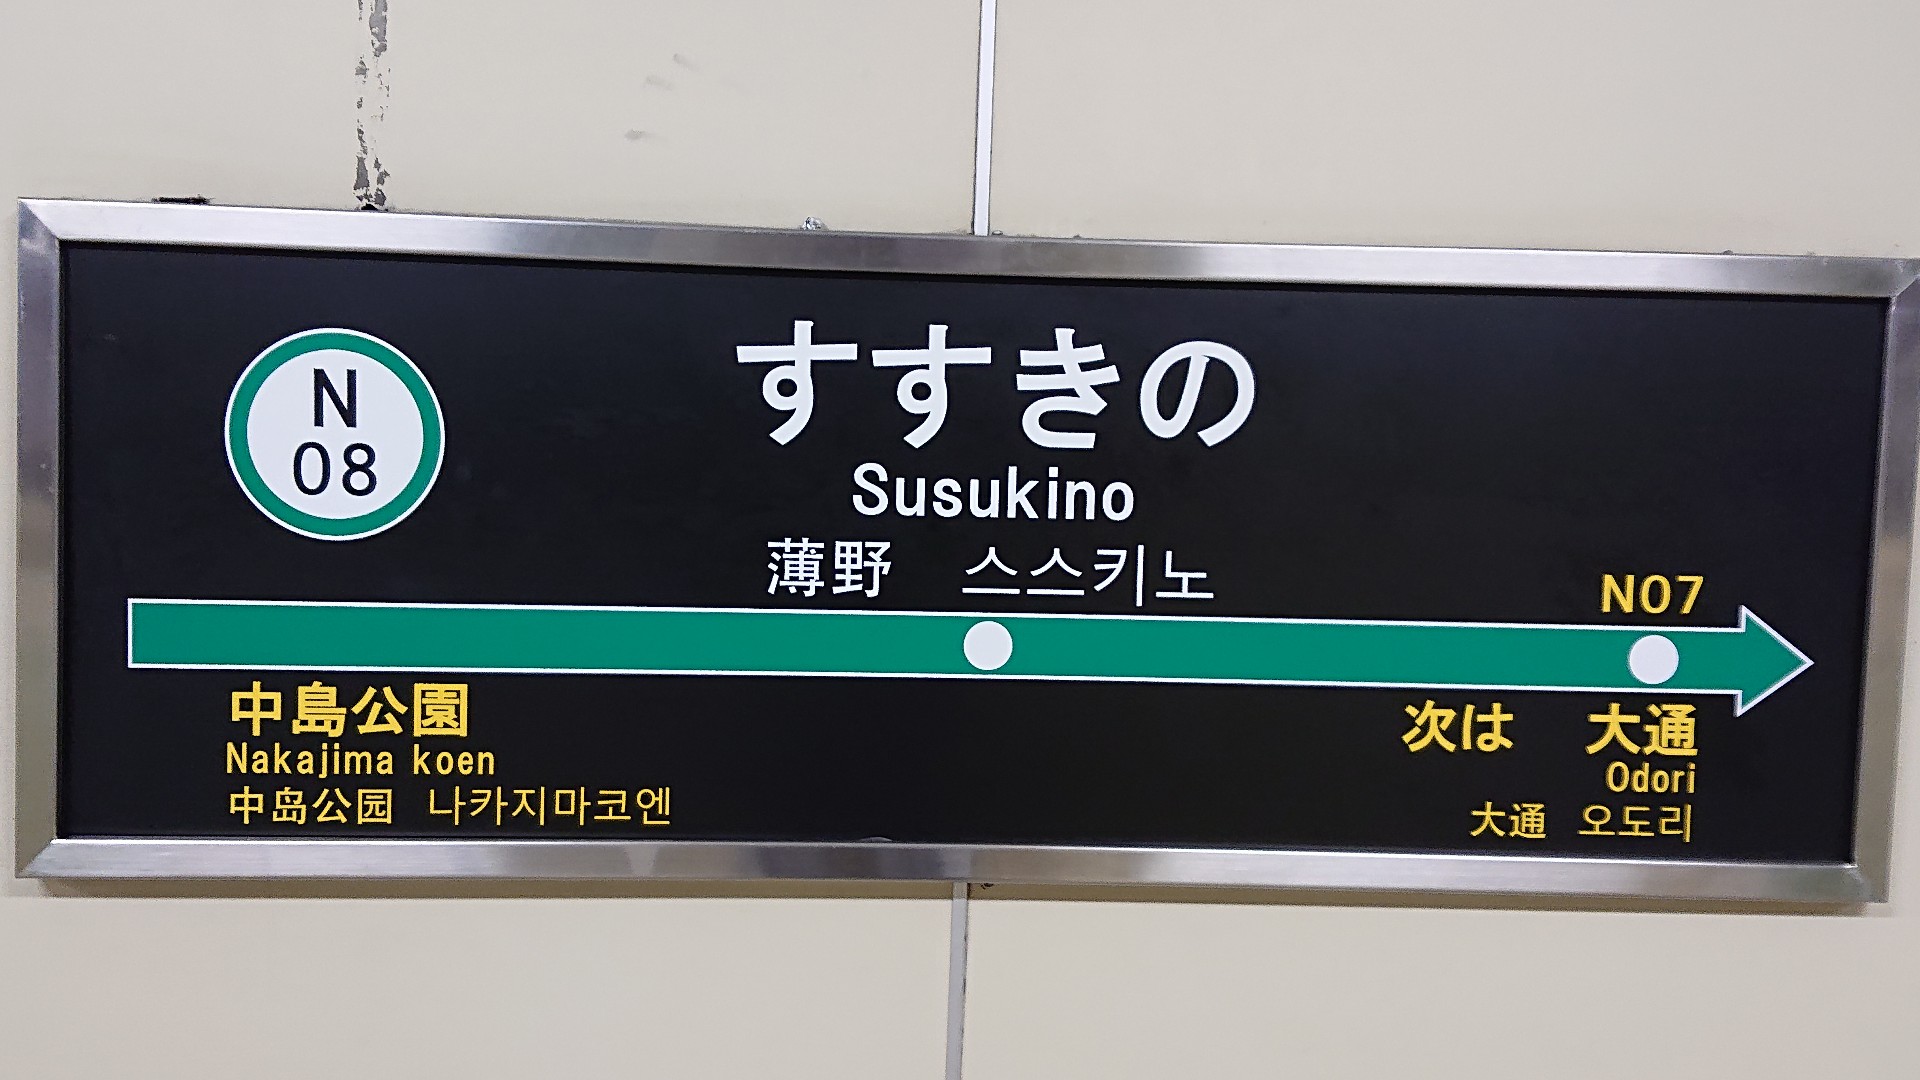 N
08
すすきの
Susukino
薄野 스스키노
N07
中島公園
Nakajima koen
中岛公园 나카지마코엔
次は 大通
Odori
大通 오도리